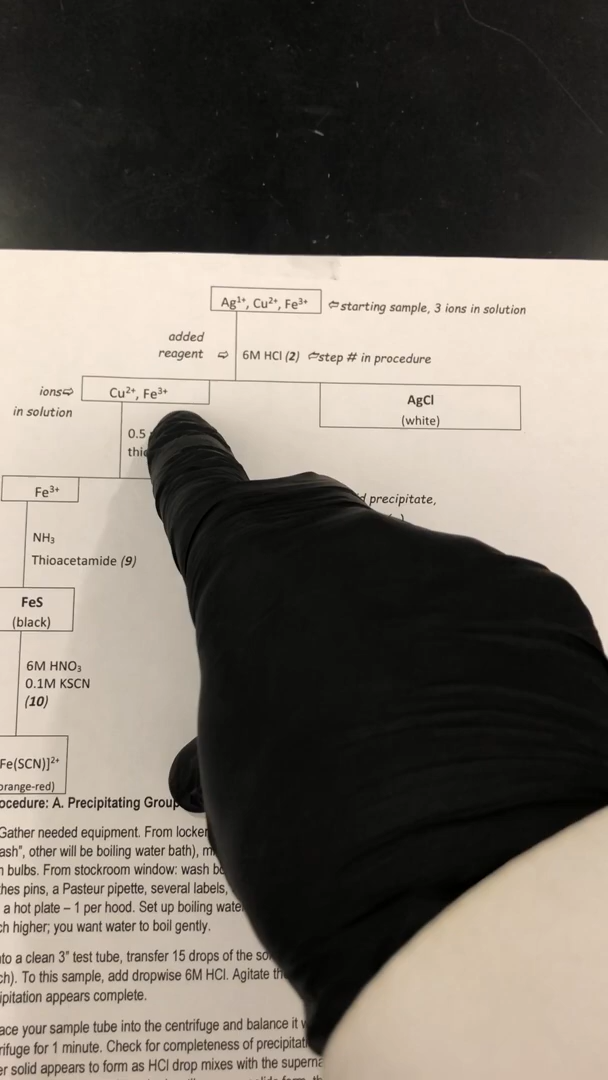 Ag¹⁺, Cu²⁺, Fe³⁺ ⇦starting sample, 3 ions in solution
added
reagent ⇨ 6M HCl (2) ⇦step # in procedure
ions⇨ Cu²⁺, Fe³⁺
in solution
AgCl
(white)
0.5
Fe³⁺
precipitate,
NH₃
Thioacetamide (9)
FeS
(black)
6M HNO₃
0.1M KSCN
(10)
Fe(SCN)]²⁺
orange-red)
ocedure: A. Precipitating Group
Gather needed equipment. From locker
ash", other will be boiling water bath), m
bulbs. From stockroom window: wash
hes pins, a Pasteur pipette, several labels,
a hot plate – 1 per hood. Set up boiling wate
ch higher; you want water to boil gently.
to a clean 3" test tube, transfer 15 drops of the
ch). To this sample, add dropwise 6M HCl. Agitate
ipitation appears complete.
ace your sample tube into the centrifuge and balance it
rifuge for 1 minute. Check for completeness of precipitat
er solid appears to form as HCl drop mixes with the superna